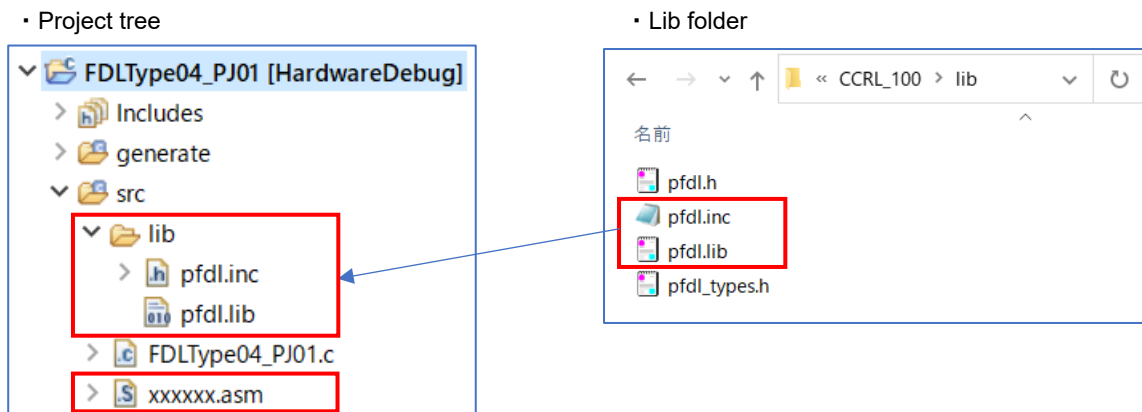 ・Project tree
FDLType04_PJ01 [HardwareDebug]
Includes
generate
src
lib
pfdl.inc
pfdl.lib
FDLType04_PJ01.c
xxxxxx.asm
・Lib folder
« CCRL_100 > lib
名前
pfdl.h
pfdl.inc
pfdl.lib
pfdl_types.h